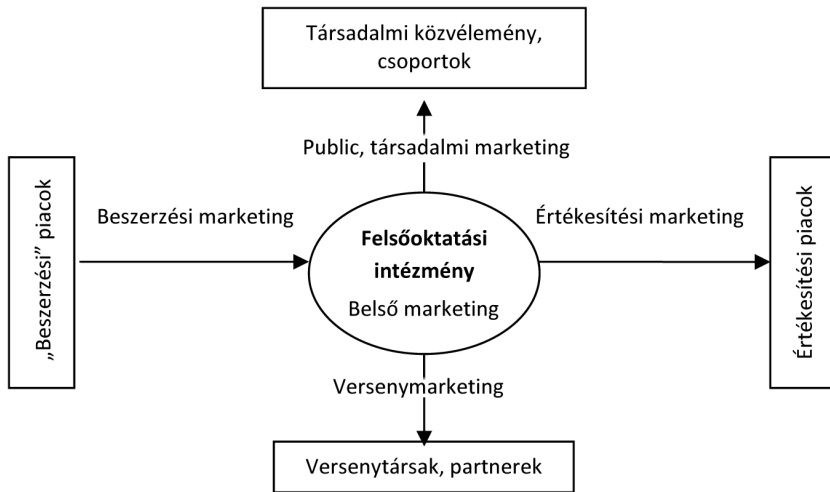 Társadalmi közvélemény,
csoportok
Public, társadalmi marketing
„Beszerzési” piacok
Beszerzési marketing
Felsőoktatási
intézmény
Belső marketing
Értékesítési marketing
Értékesítési piacok
Versenymarketing
Versenytársak, partnerek